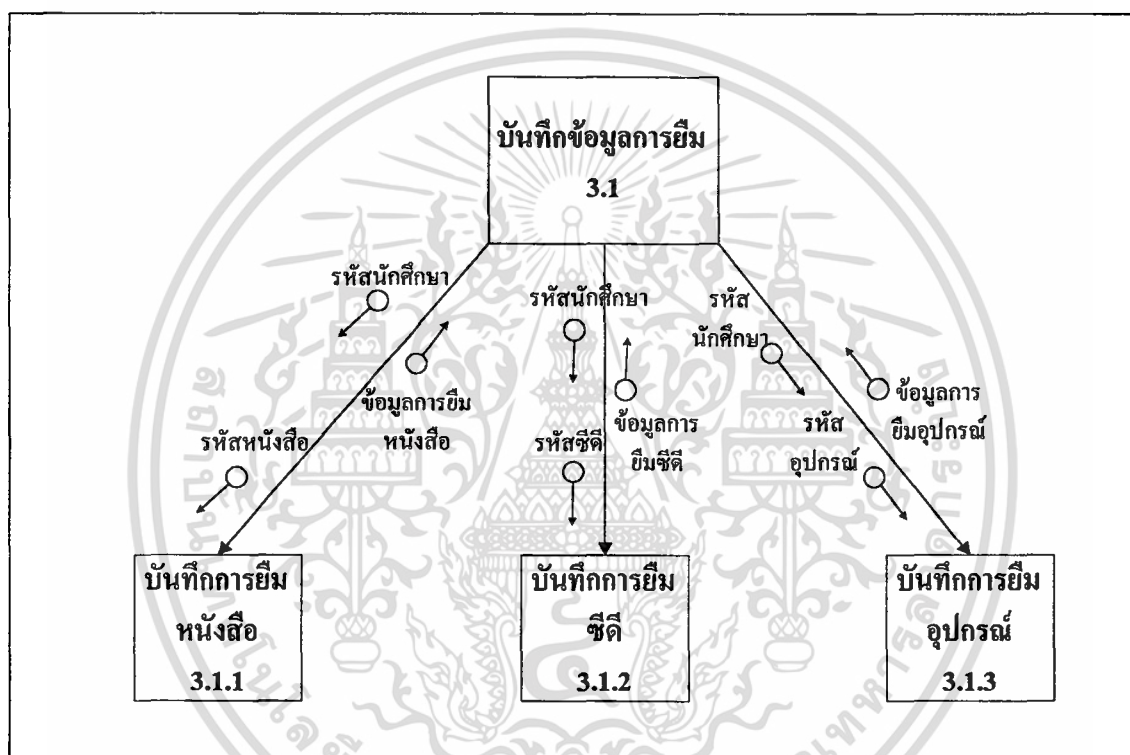 บันทึกข้อมูลการยืม
3.1
รหัสนักศึกษา
ข้อมูลการยืม
หนังสือ
รหัสหนังสือ
รหัสนักศึกษา
รหัสซีดี
ข้อมูลการ
ยืมซีดี
รหัส
นักศึกษา
รหัส
อุปกรณ์
ข้อมูลการ
ยืมอุปกรณ์
บันทึกการยืม
หนังสือ
3.1.1
บันทึกการยืม
ซีดี
3.1.2
บันทึกการยืม
อุปกรณ์
3.1.3